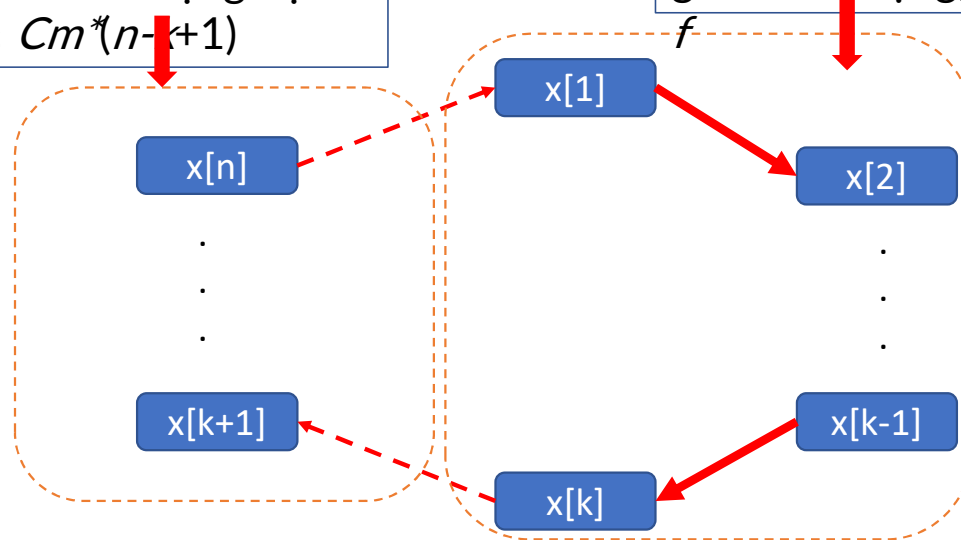 Cm*(n-k+1)
f
x[1]
x[n]
x[2]
.
.
.
.
.
.
x[k+1]
x[k-1]
x[k]